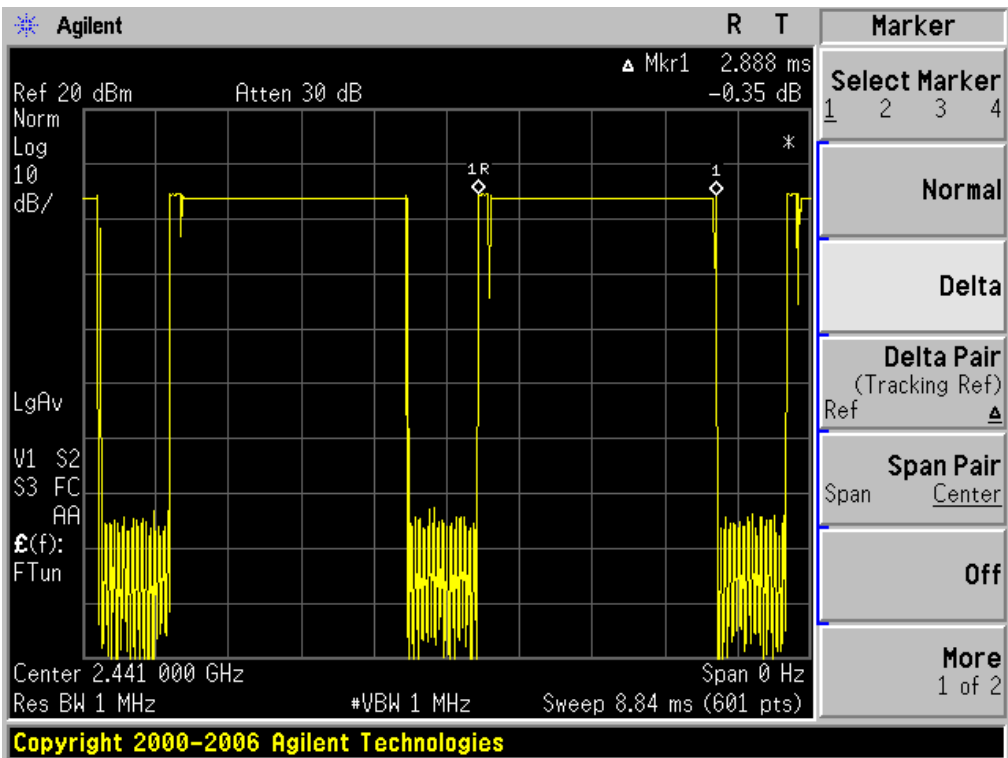 Agilent R T
Δ Mkr1 2.888 ms
Ref 20 dBm Atten 30 dB -0.35 dB
Norm
Log
10
dB/
*
1R
1
LgAv
V1 S2
S3 FC
AA
£(f):
FTun
Center 2.441 000 GHz Span 0 Hz
Res BW 1 MHz #VBW 1 MHz Sweep 8.84 ms (601 pts)
Copyright 2000-2006 Agilent Technologies
Marker
Select Marker
1 2 3 4
Normal
Delta
Delta Pair
(Tracking Ref)
Ref Δ
Span Pair
Span Center
Off
More
1 of 2